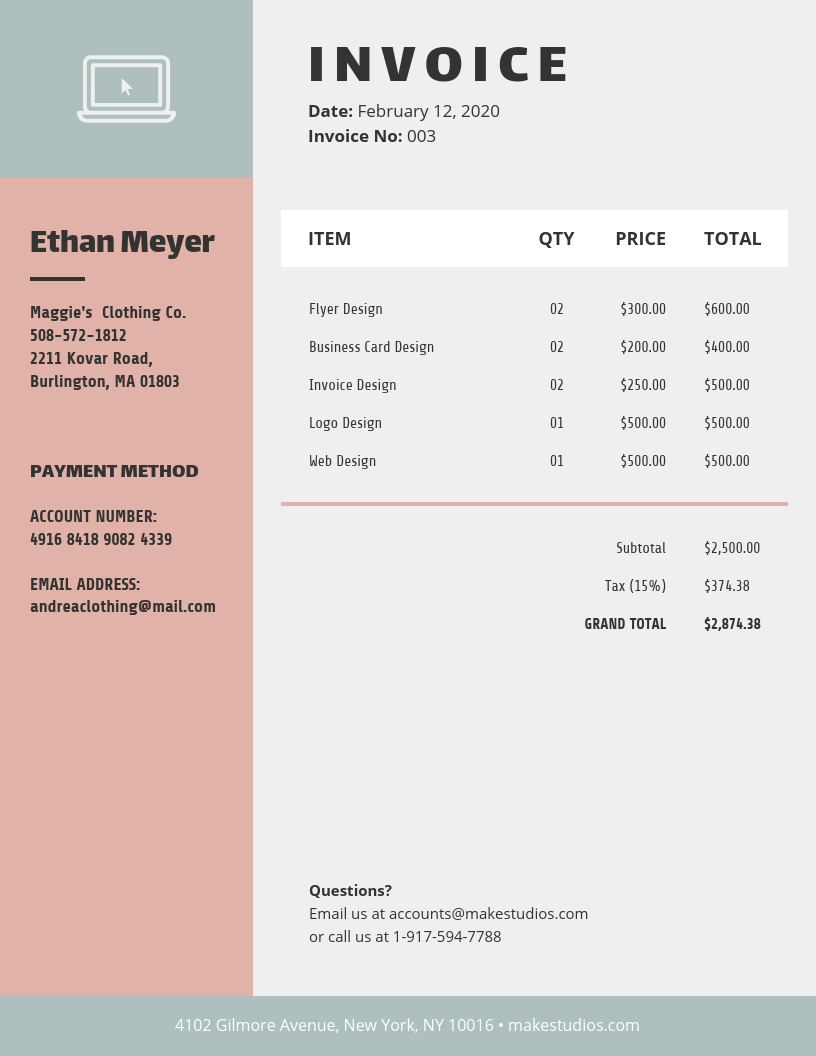 INVOICE
Date: February 12, 2020
Invoice No: 003
Ethan Meyer
Maggie's  Clothing Co.
508-572-1812
2211 Kovar Road,
Burlington, MA 01803
PAYMENT METHOD
ACCOUNT NUMBER:
4916 8418 9082 4339
EMAIL ADDRESS:
andreaclothing@mail.com
ITEM QTY PRICE TOTAL
Flyer Design 02 $300.00 $600.00
Business Card Design 02 $200.00 $400.00
Invoice Design 02 $250.00 $500.00
Logo Design 01 $500.00 $500.00
Web Design 01 $500.00 $500.00
Subtotal $2,500.00
Tax (15%) $374.38
GRAND TOTAL $2,874.38
Questions?
Email us at accounts@makestudios.com
or call us at 1-917-594-7788
4102 Gilmore Avenue, New York, NY 10016 • makestudios.com